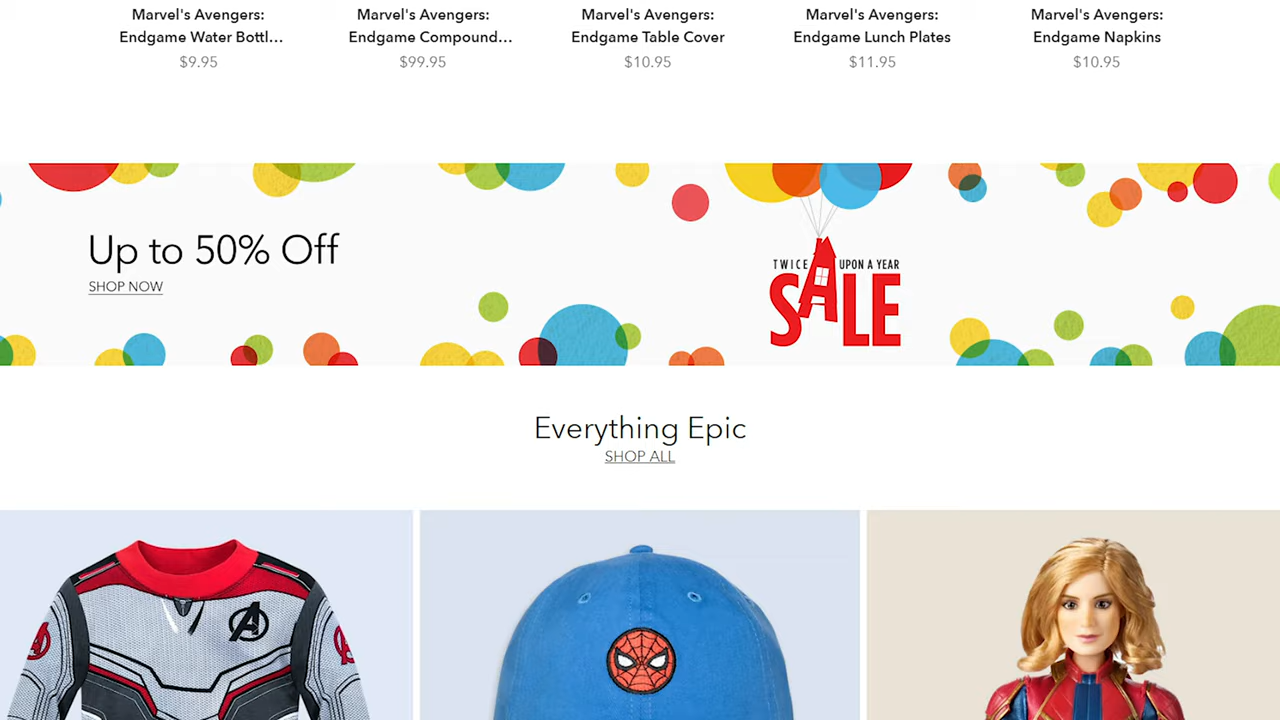 Marvel's Avengers:
Endgame Water Bottl...
$9.95
Marvel's Avengers:
Endgame Compound...
$99.95
Marvel's Avengers:
Endgame Table Cover
$10.95
Marvel's Avengers:
Endgame Lunch Plates
$11.95
Marvel's Avengers:
Endgame Napkins
$10.95
Up to 50% Off
SHOP NOW
TWICE UPON A YEAR
SALE
Everything Epic
SHOP ALL